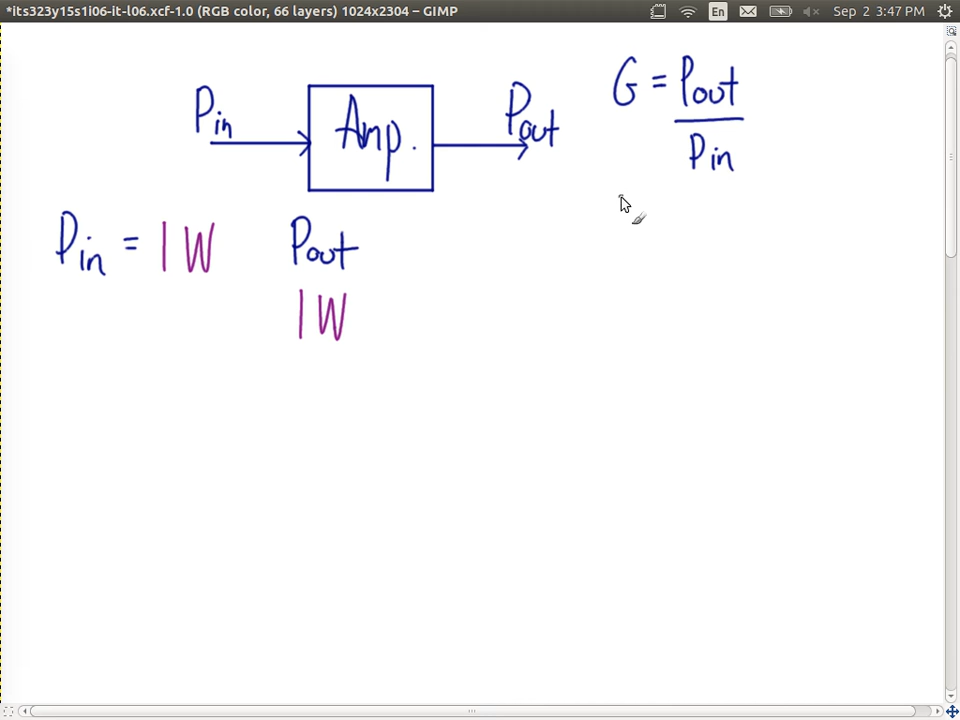 *its323y15s1i06-it-l06.xcf-1.0 (RGB color, 66 layers) 1024x2304 – GIMP
En
Sep 2 3:47 PM
Pin
Amp.
Pout
G = Pout
Pin
Pin = 1 W
Pout
1 W